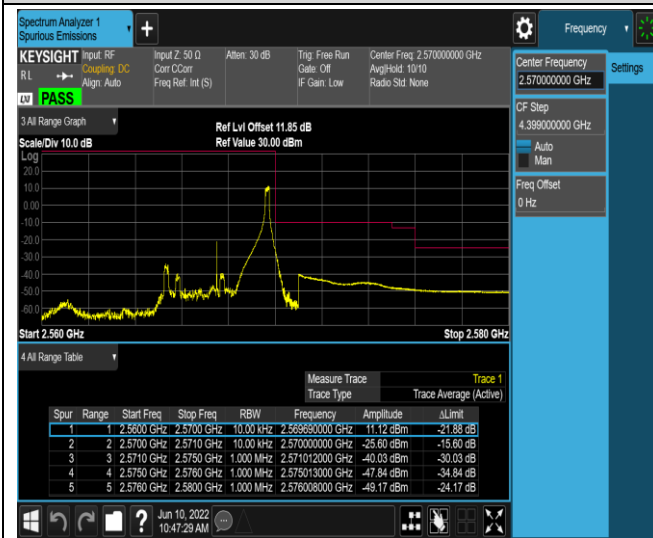 Spectrum Analyzer 1
Spurious Emissions
+
Frequency
KEYSIGHT
RL
Input: RF
Coupling: DC
Align: Auto
Input Z: 50 Ω
Corr CCorr
Freq Ref: Int (S)
Atten: 30 dB
Trig: Free Run
Gate: Off
IF Gain: Low
Center Freq: 2.570000000 GHz
Avg|Hold: 10/10
Radio Std: None
LXI PASS
Center Frequency
2.570000000 GHz
Settings
CF Step
4.399000000 GHz
Auto
Man
Freq Offset
0 Hz
3 All Range Graph
Scale/Div 10.0 dB
Ref Lvl Offset 11.85 dB
Ref Value 30.00 dBm
Log
20.0
10.0
0.00
-10.0
-20.0
-30.0
-40.0
-50.0
-60.0
Start 2.560 GHz Stop 2.580 GHz
4 All Range Table
Measure Trace Trace 1
Trace Type Trace Average (Active)
Spur Range Start Freq Stop Freq RBW Frequency Amplitude ΔLimit
1 1 2.5600 GHz 2.5700 GHz 10.00 kHz 2.569690000 GHz 11.12 dBm -21.88 dB
2 2 2.5700 GHz 2.5710 GHz 10.00 kHz 2.570000000 GHz -25.60 dBm -15.60 dB
3 3 2.5710 GHz 2.5750 GHz 1.000 MHz 2.571012000 GHz -40.03 dBm -30.03 dB
4 4 2.5750 GHz 2.5760 GHz 1.000 MHz 2.575013000 GHz -47.84 dBm -34.84 dB
5 5 2.5760 GHz 2.5800 GHz 1.000 MHz 2.576008000 GHz -49.17 dBm -24.17 dB
?
Jun 10, 2022
10:47:29 AM